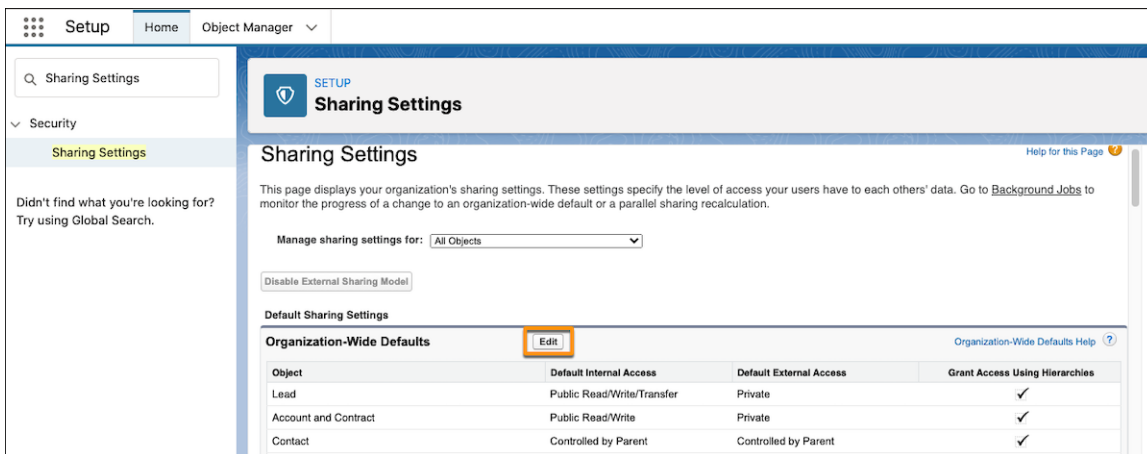 Setup
Home
Object Manager
Sharing Settings
Security
Sharing Settings
Didn't find what you're looking for?
Try using Global Search.
SETUP
Sharing Settings
Sharing Settings
Help for this Page ?
This page displays your organization's sharing settings. These settings specify the level of access your users have to each others' data. Go to Background Jobs to
monitor the progress of a change to an organization-wide default or a parallel sharing recalculation.
Manage sharing settings for: All Objects
Disable External Sharing Model
Default Sharing Settings
Organization-Wide Defaults Edit Organization-Wide Defaults Help ?
Object Default Internal Access Default External Access Grant Access Using Hierarchies
Lead Public Read/Write/Transfer Private ✓
Account and Contract Public Read/Write Private ✓
Contact Controlled by Parent Controlled by Parent ✓